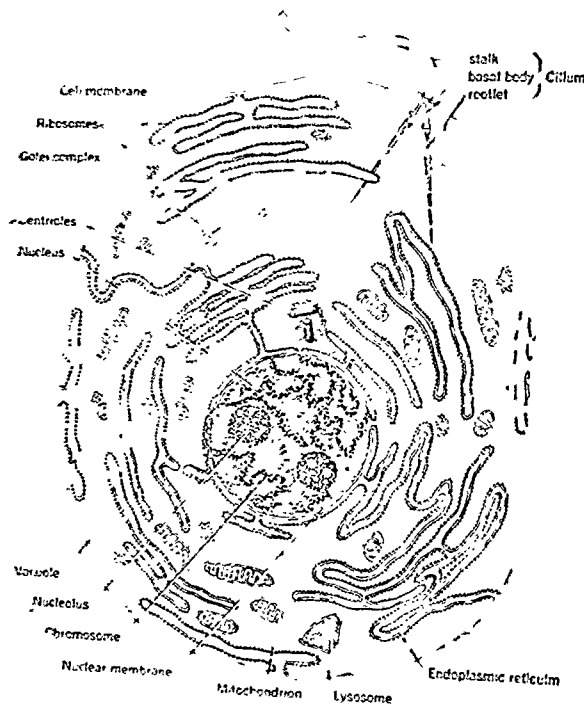 stalk
basal body
rootlet
Cilium
Cell membrane
Ribosomes
Golgi complex
Centrioles
Nucleus
Vacuole
Nucleolus
Chromosome
Nuclear membrane
Mitochondrion
Lysosome
Endoplasmic reticulm